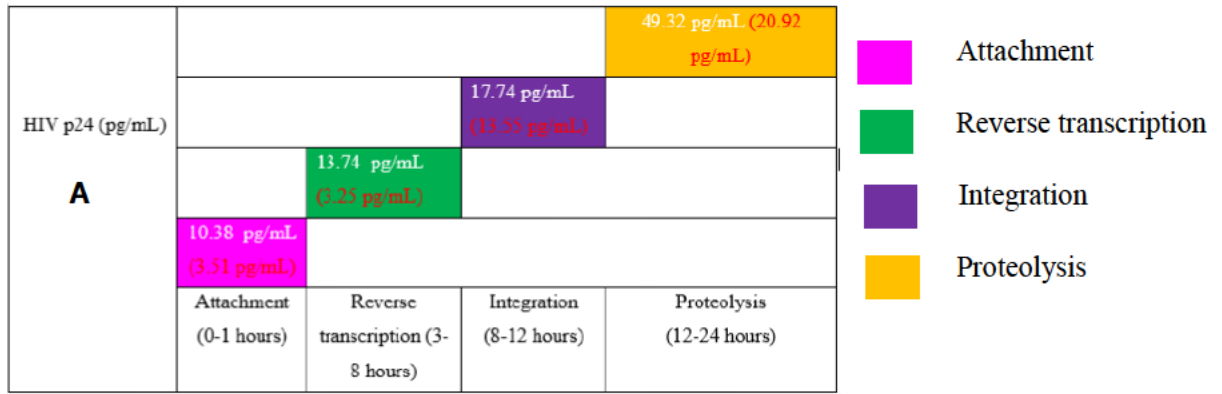 49.32 pg/mL (20.92
pg/mL)
17.74 pg/mL
(13.55 pg/mL)
HIV p24 (pg/mL)
13.74 pg/mL
(3.25 pg/mL)
A
10.38 pg/mL
(3.51 pg/mL)
Attachment
(0-1 hours)
Reverse
transcription (3-
8 hours)
Integration
(8-12 hours)
Proteolysis
(12-24 hours)
Attachment
Reverse transcription
Integration
Proteolysis